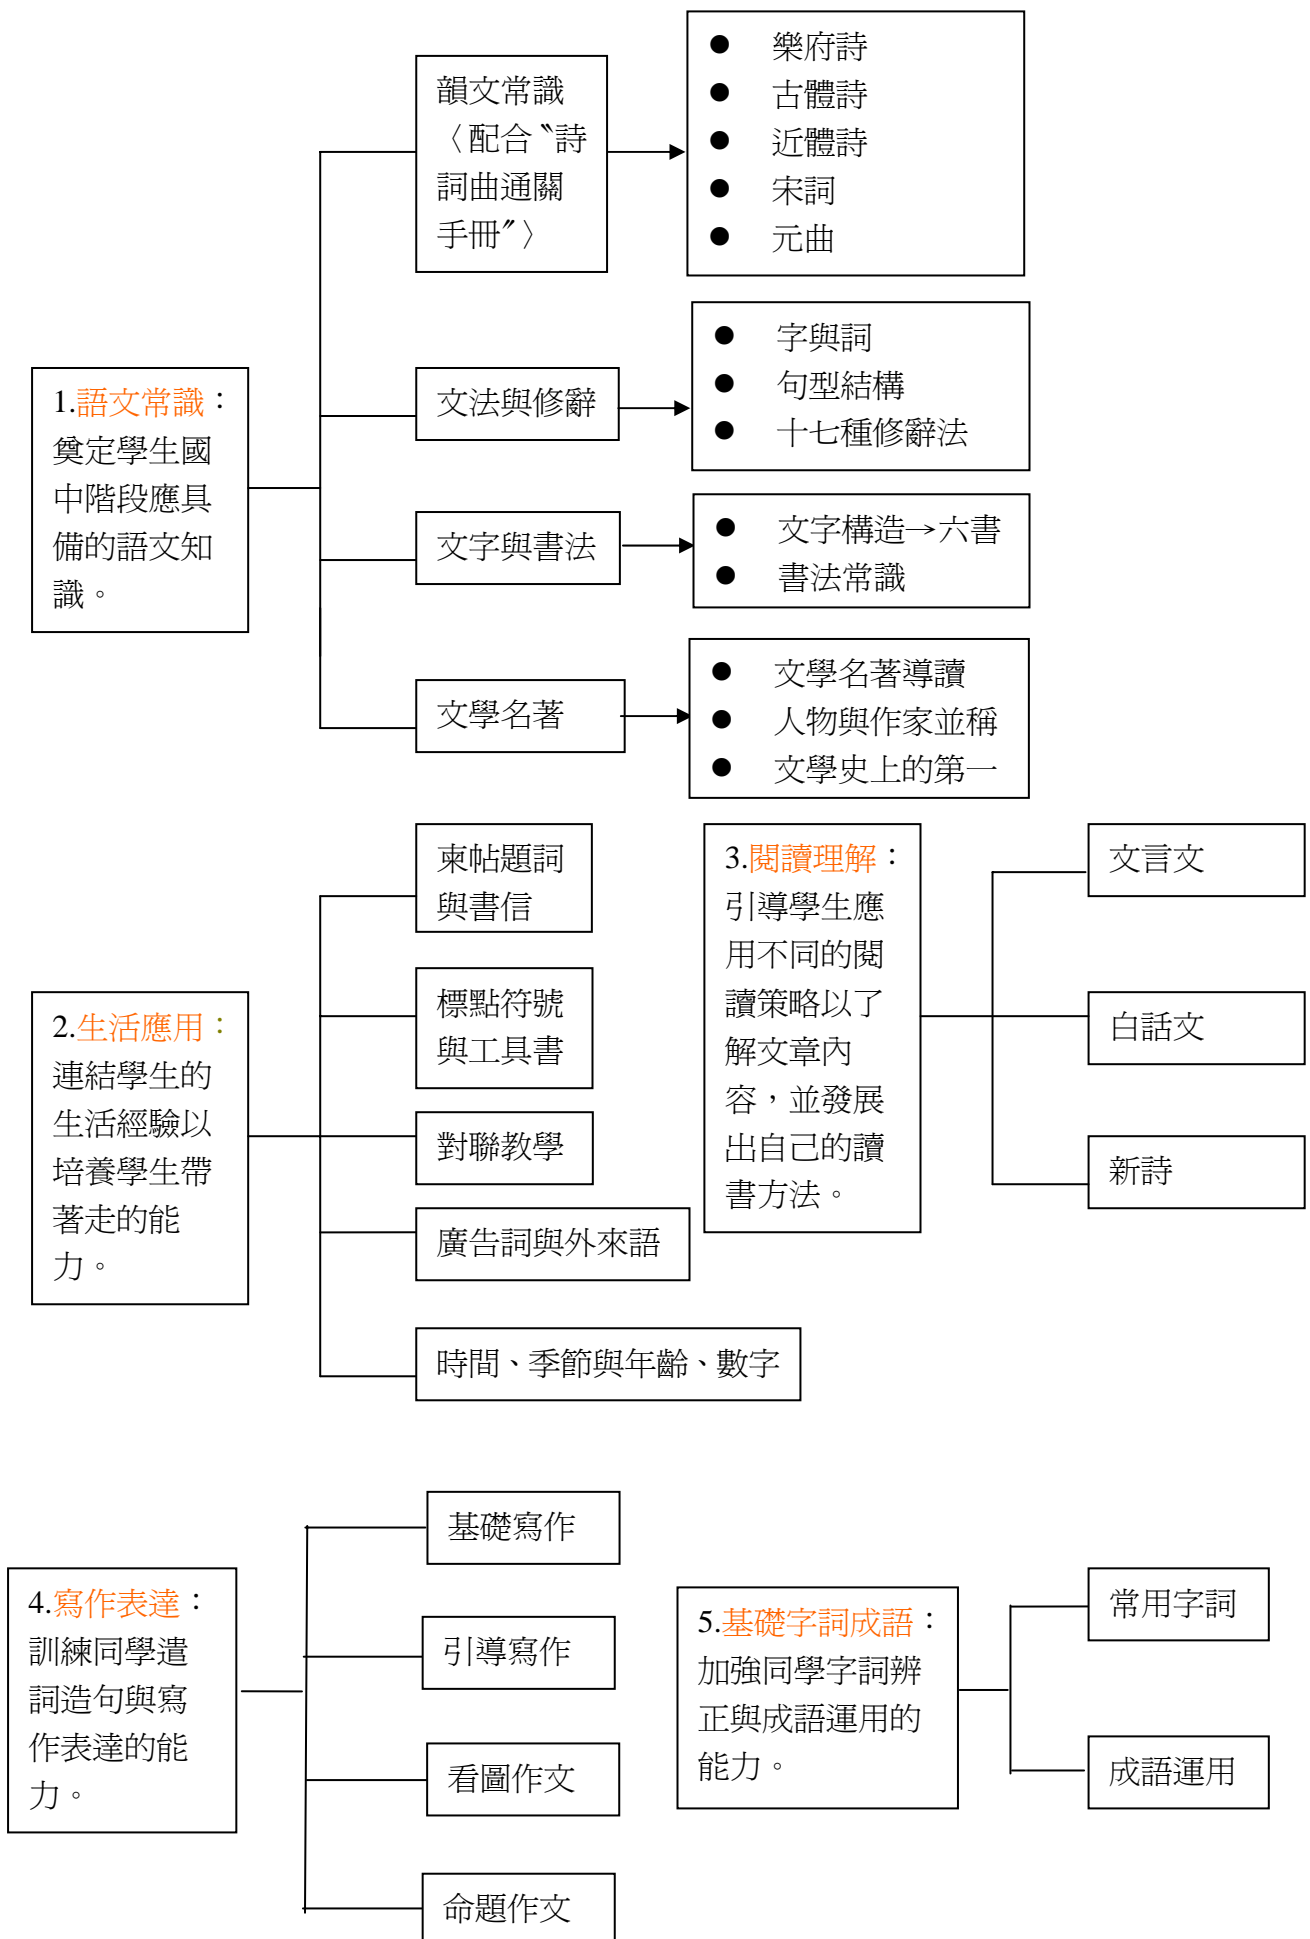 韻文常識
〈配合〝詩
詞曲通關
手冊〞〉
● 樂府詩
● 古體詩
● 近體詩
● 宋詞
● 元曲
1.語文常識：
奠定學生國
中階段應具
備的語文知
識。
文法與修辭
● 字與詞
● 句型結構
● 十七種修辭法
文字與書法
● 文字構造→六書
● 書法常識
文學名著
● 文學名著導讀
● 人物與作家並稱
● 文學史上的第一
2.生活應用：
連結學生的
生活經驗以
培養學生帶
著走的能
力。
柬帖題詞
與書信
標點符號
與工具書
對聯教學
廣告詞與外來語
時間、季節與年齡、數字
3.閱讀理解：
引導學生應
用不同的閱
讀策略以了
解文章內
容，並發展
出自己的讀
書方法。
文言文
白話文
新詩
4.寫作表達：
訓練同學遣
詞造句與寫
作表達的能
力。
基礎寫作
引導寫作
看圖作文
命題作文
5.基礎字詞成語：
加強同學字詞辨
正與成語運用的
能力。
常用字詞
成語運用